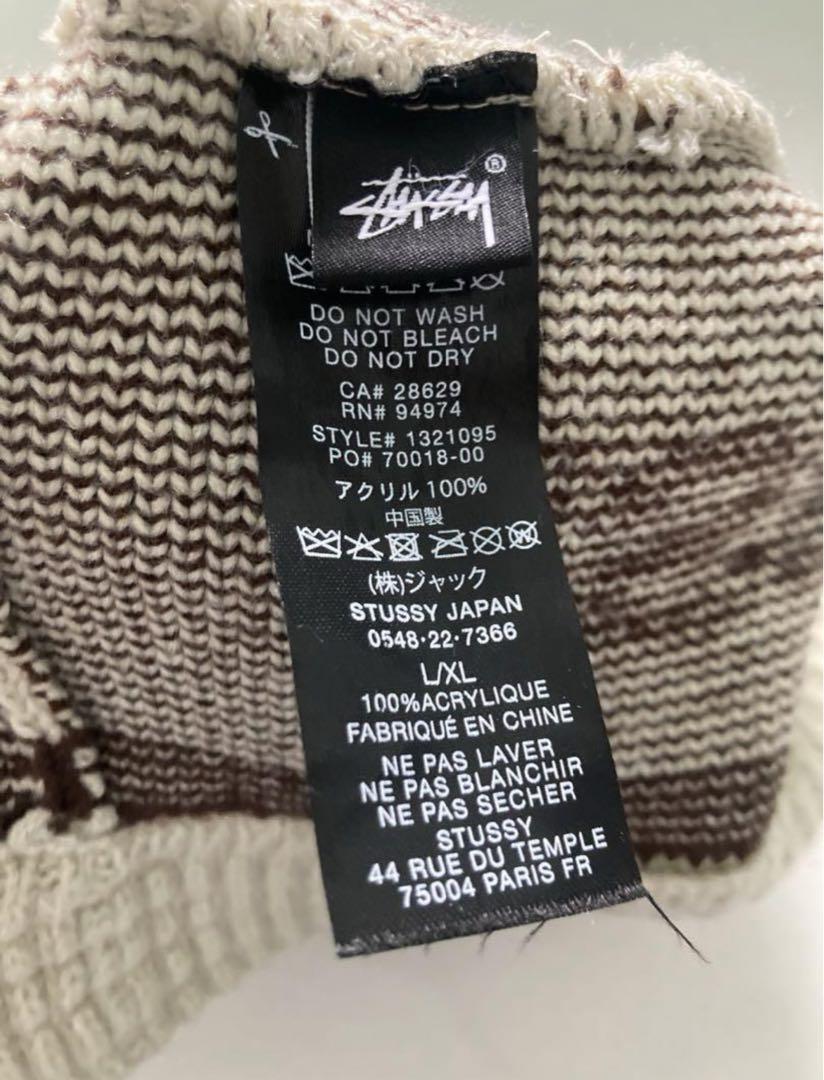 STÜSSY ®
DO NOT WASH
DO NOT BLEACH
DO NOT DRY
CA# 28629
RN# 94974
STYLE# 1321095
PO# 70018-00
アクリル 100%
中国製
W
(株)ジャック
STUSSY JAPAN
0548・22・7366
L/XL
100%ACRYLIQUE
FABRIQUÉ EN CHINE
NE PAS LAVER
NE PAS BLANCHIR
NE PAS SECHER
STUSSY
44 RUE DU TEMPLE
75004 PARIS FR